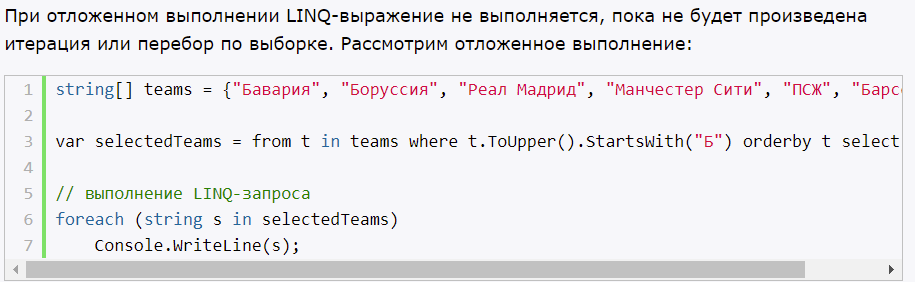 При отложенном выполнении LINQ-выражение не выполняется, пока не будет произведена
итерация или перебор по выборке. Рассмотрим отложенное выполнение:
1 string[] teams = {"Бавария", "Боруссия", "Реал Мадрид", "Манчестер Сити", "ПСЖ", "Барс
2
3 var selectedTeams = from t in teams where t.ToUpper().StartsWith("Б") orderby t select
4
5 // выполнение LINQ-запроса
6 foreach (string s in selectedTeams)
7 Console.WriteLine(s);